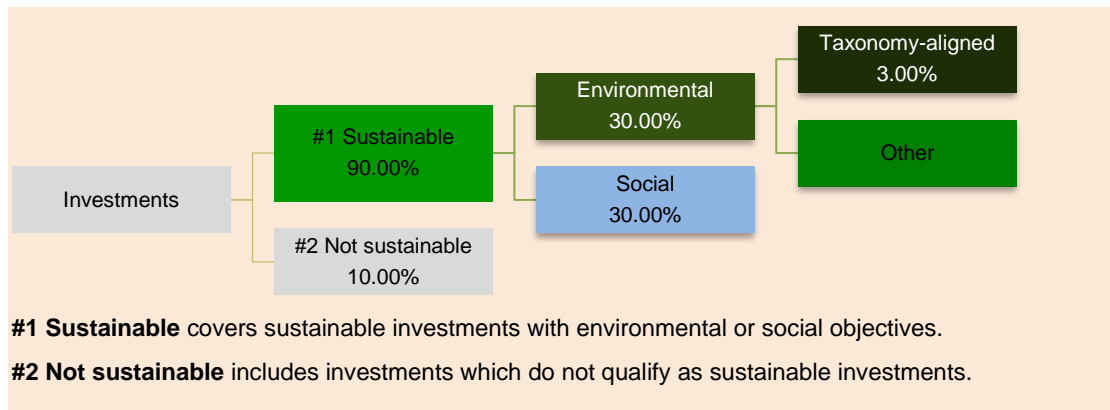 Investments
#1 Sustainable
90.00%
#2 Not sustainable
10.00%
Environmental
30.00%
Social
30.00%
Taxonomy-aligned
3.00%
Other
#1 Sustainable covers sustainable investments with environmental or social objectives.
#2 Not sustainable includes investments which do not qualify as sustainable investments.